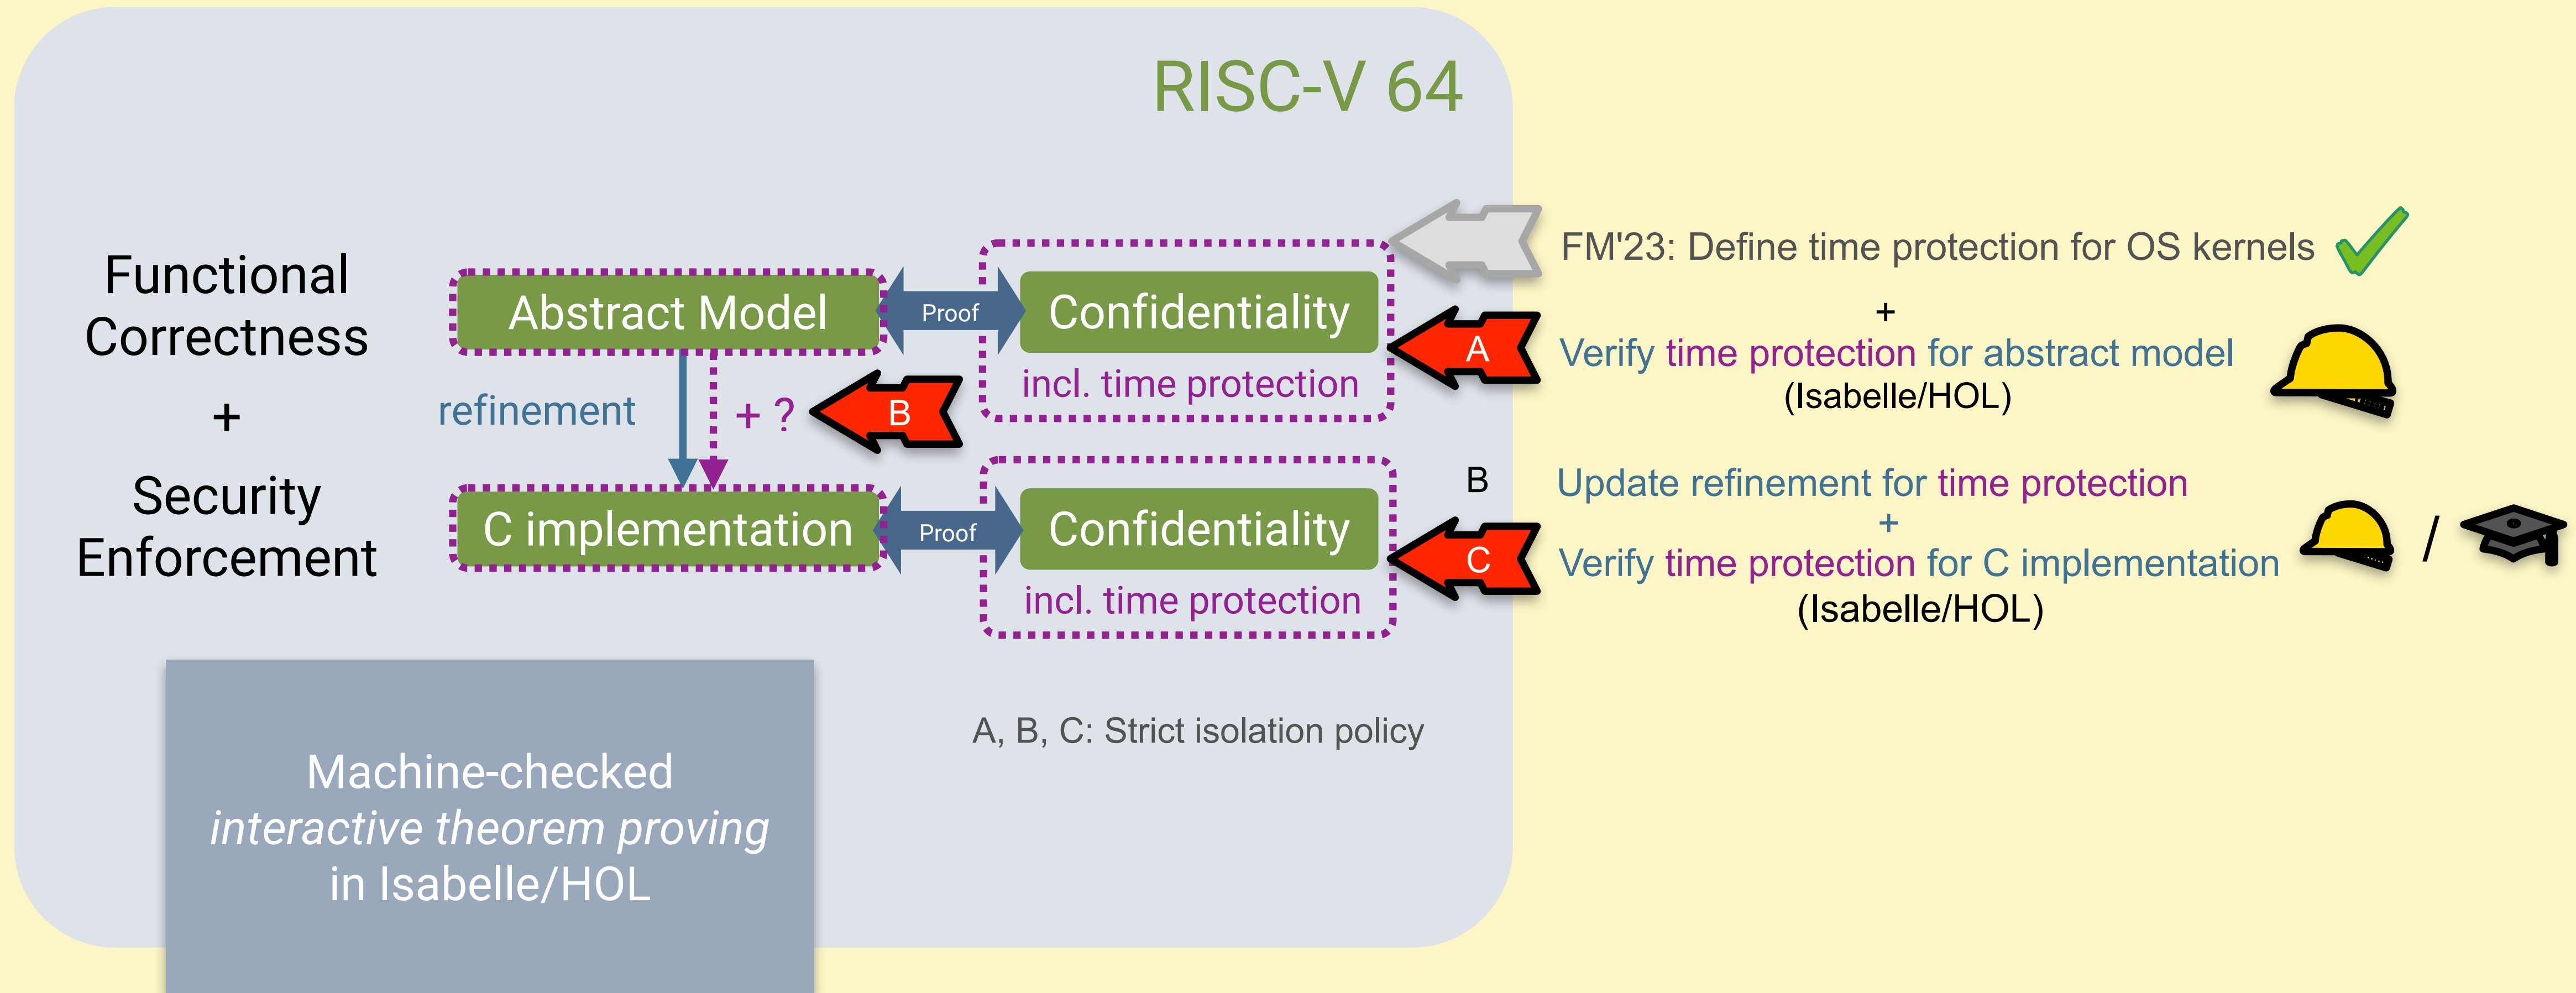 RISC-V 64
Functional
Correctness
+
Security
Enforcement
Abstract Model
Proof
Confidentiality
incl. time protection
refinement
+ ?
B
C implementation
Proof
Confidentiality
incl. time protection
A, B, C: Strict isolation policy
Machine-checked
interactive theorem proving
in Isabelle/HOL
FM'23: Define time protection for OS kernels
+
A
Verify time protection for abstract model
(Isabelle/HOL)
B
Update refinement for time protection
+
C
Verify time protection for C implementation
(Isabelle/HOL)
/